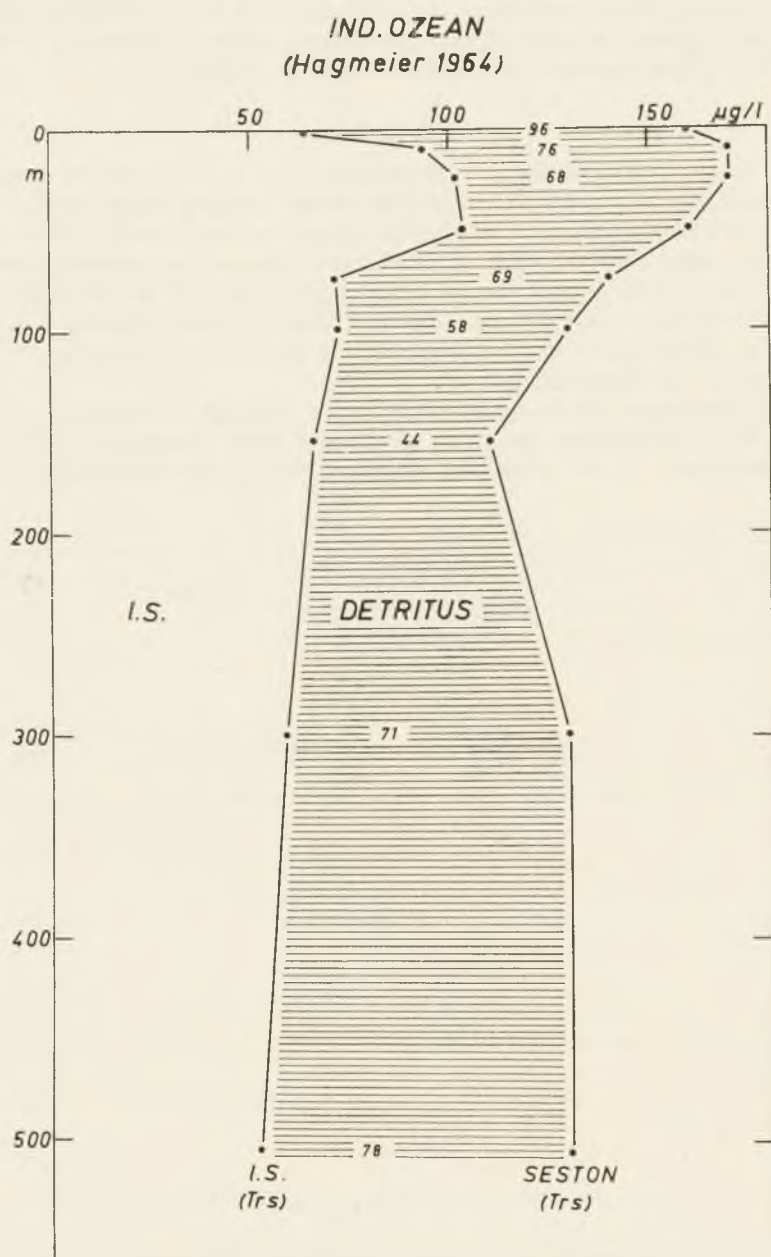 IND. OZEAN
(Hagmeier 1964)
50 100 150 µg/l
0 96
76
m 68
69
100 58
44
200
I.S. DETRITUS
300 71
400
500 78
I.S. SESTON
(Trs) (Trs)